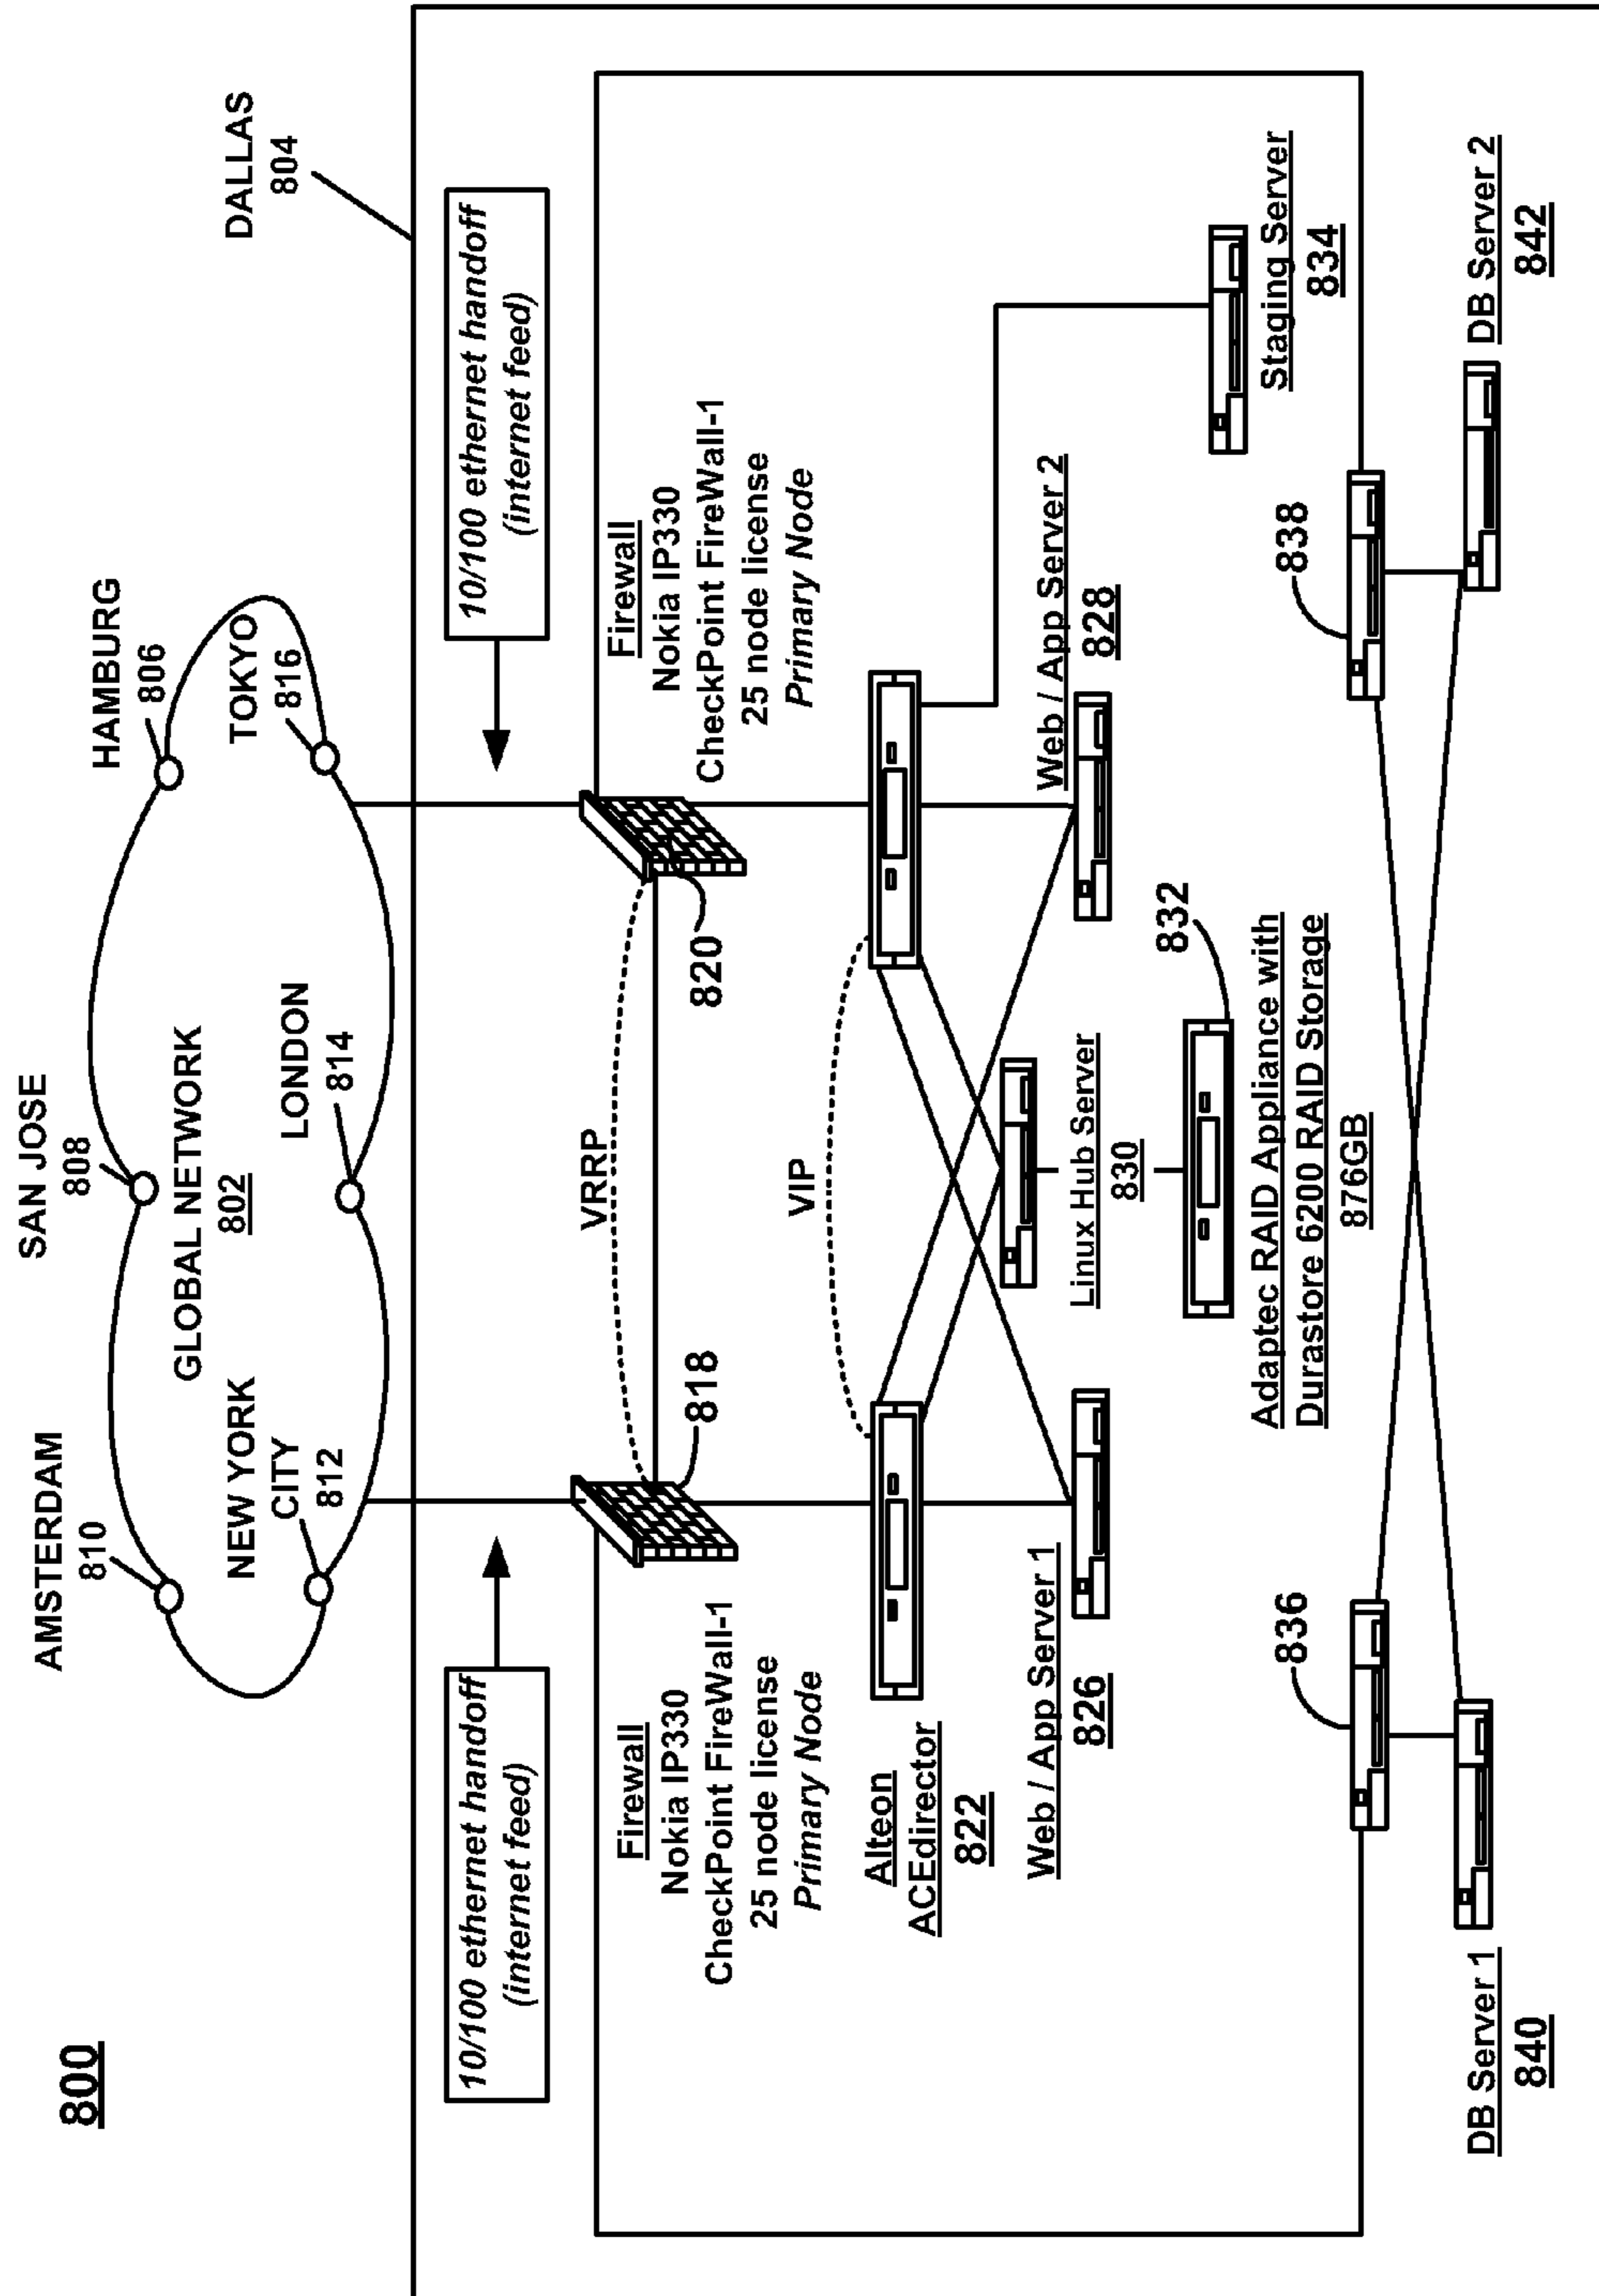 800
AMSTERDAM
810
SAN JOSE
808
HAMBURG
806
DALLAS
804
GLOBAL NETWORK
802
NEW YORK
CITY
812
LONDON
814
TOKYO
816
10/100 ethernet handoff
(internet feed)
10/100 ethernet handoff
(internet feed)
VRRP
Firewall
Nokia IP330
CheckPoint FireWall-1
25 node license
Primary Node
818
820
Firewall
Nokia IP330
CheckPoint FireWall-1
25 node license
Primary Node
VIP
Alteon
ACEdirector
822
Web / App Server 1
826
Web / App Server 2
828
Linux Hub Server
830
832
Adaptec RAID Appliance with
Durastore 6200 RAID Storage
876GB
Staging Server
834
836
838
DB Server 1
840
DB Server 2
842